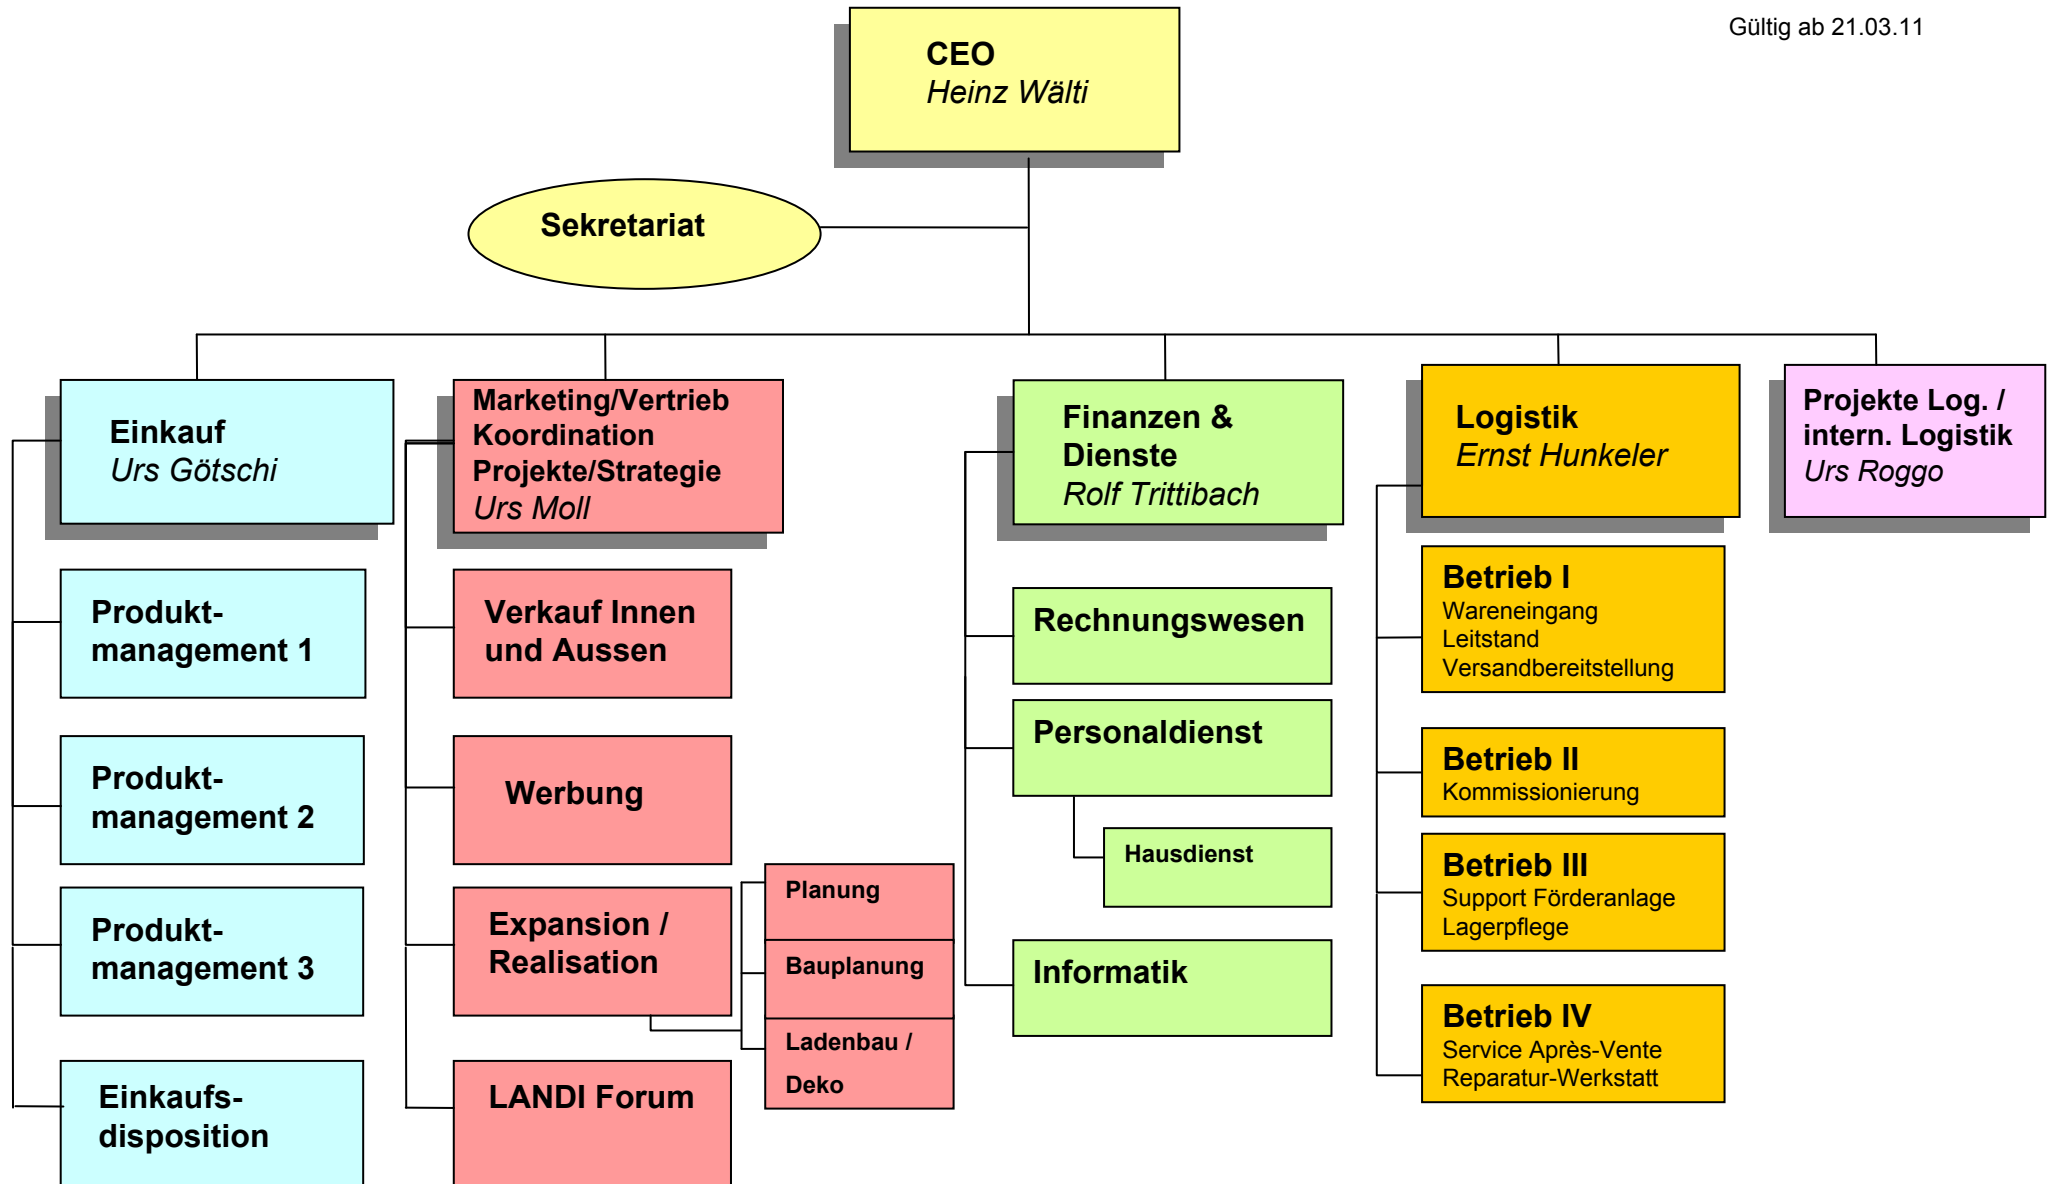 Gültig ab 21.03.11
CEO
Heinz Wälti
Sekretariat
Einkauf
Urs Götschi
Produkt-
management 1
Produkt-
management 2
Produkt-
management 3
Einkaufs-
disposition
Marketing/Vertrieb
Koordination
Projekte/Strategie
Urs Moll
Verkauf Innen
und Aussen
Werbung
Expansion /
Realisation
Planung
Bauplanung
Ladenbau /
Deko
LANDI Forum
Finanzen &
Dienste
Rolf Trittibach
Rechnungswesen
Personaldienst
Hausdienst
Informatik
Logistik
Ernst Hunkeler
Betrieb I
Wareneingang
Leitstand
Versandbereitstellung
Betrieb II
Kommissionierung
Betrieb III
Support Förderanlage
Lagerpflege
Betrieb IV
Service Après-Vente
Reparatur-Werkstatt
Projekte Log. /
intern. Logistik
Urs Roggo